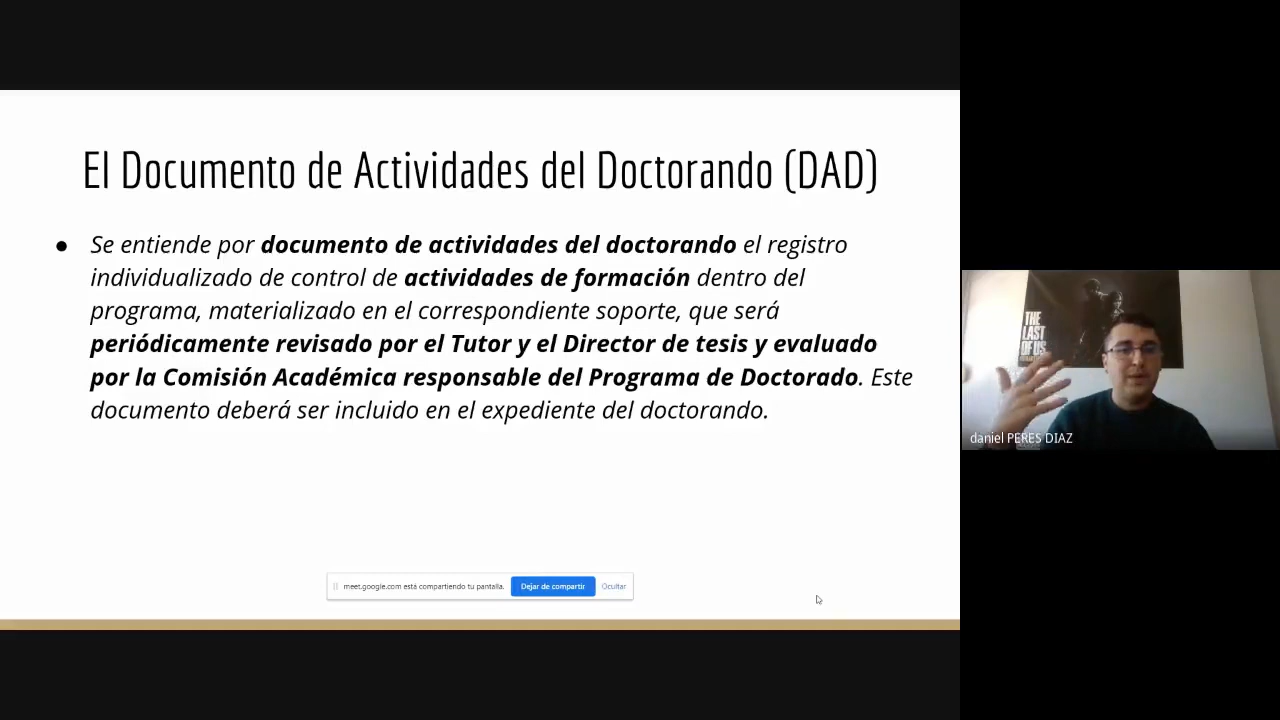 El Documento de Actividades del Doctorando (DAD)
● Se entiende por documento de actividades del doctorando el registro
individualizado de control de actividades de formación dentro del
programa, materializado en el correspondiente soporte, que será
periódicamente revisado por el Tutor y el Director de tesis y evaluado
por la Comisión Académica responsable del Programa de Doctorado. Este
documento deberá ser incluido en el expediente del doctorando.
meet.google.com está compartiendo tu pantalla. Dejar de compartir Ocultar
THE
LAST
OF US
daniel PERES DIAZ